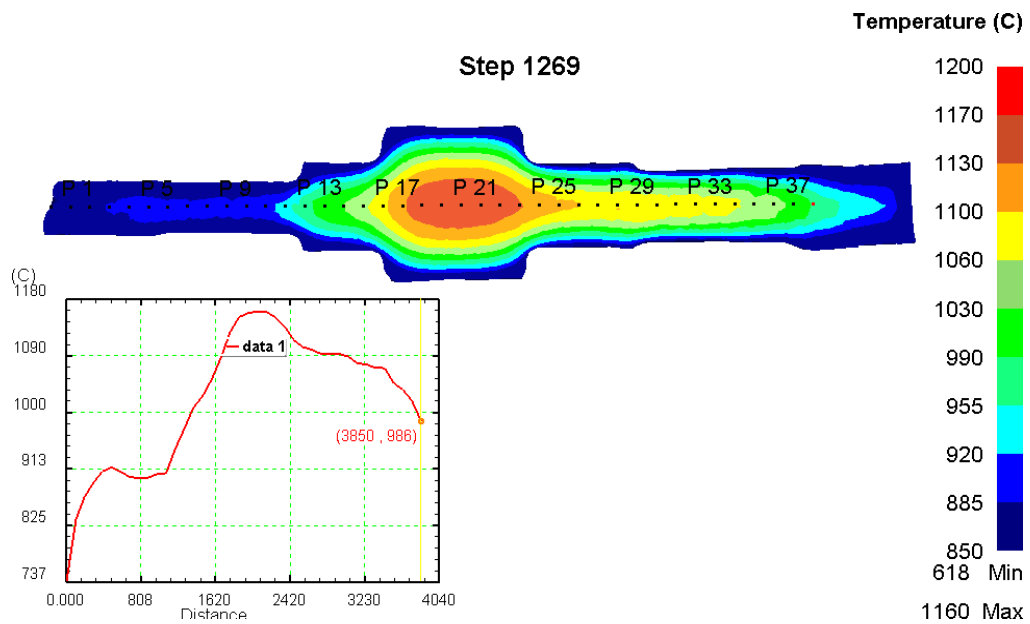 Temperature (C)
Step 1269
1200
1170
1130
1100
1060
1030
990
955
920
885
850
618 Min
1160 Max
P 1 P 5 P 9 P 13 P 17 P 21 P 25 P 29 P 33 P 37
(C)
1180
1090
1000
913
825
737
data 1
(3850 , 986)
0.000 808 1620 2420 3230 4040
Distance